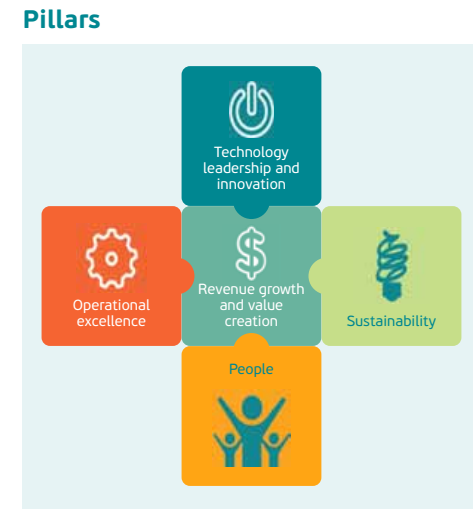 Pillars
Technology
leadership and
innovation
Operational
excellence
Revenue growth
and value
creation
Sustainability
People